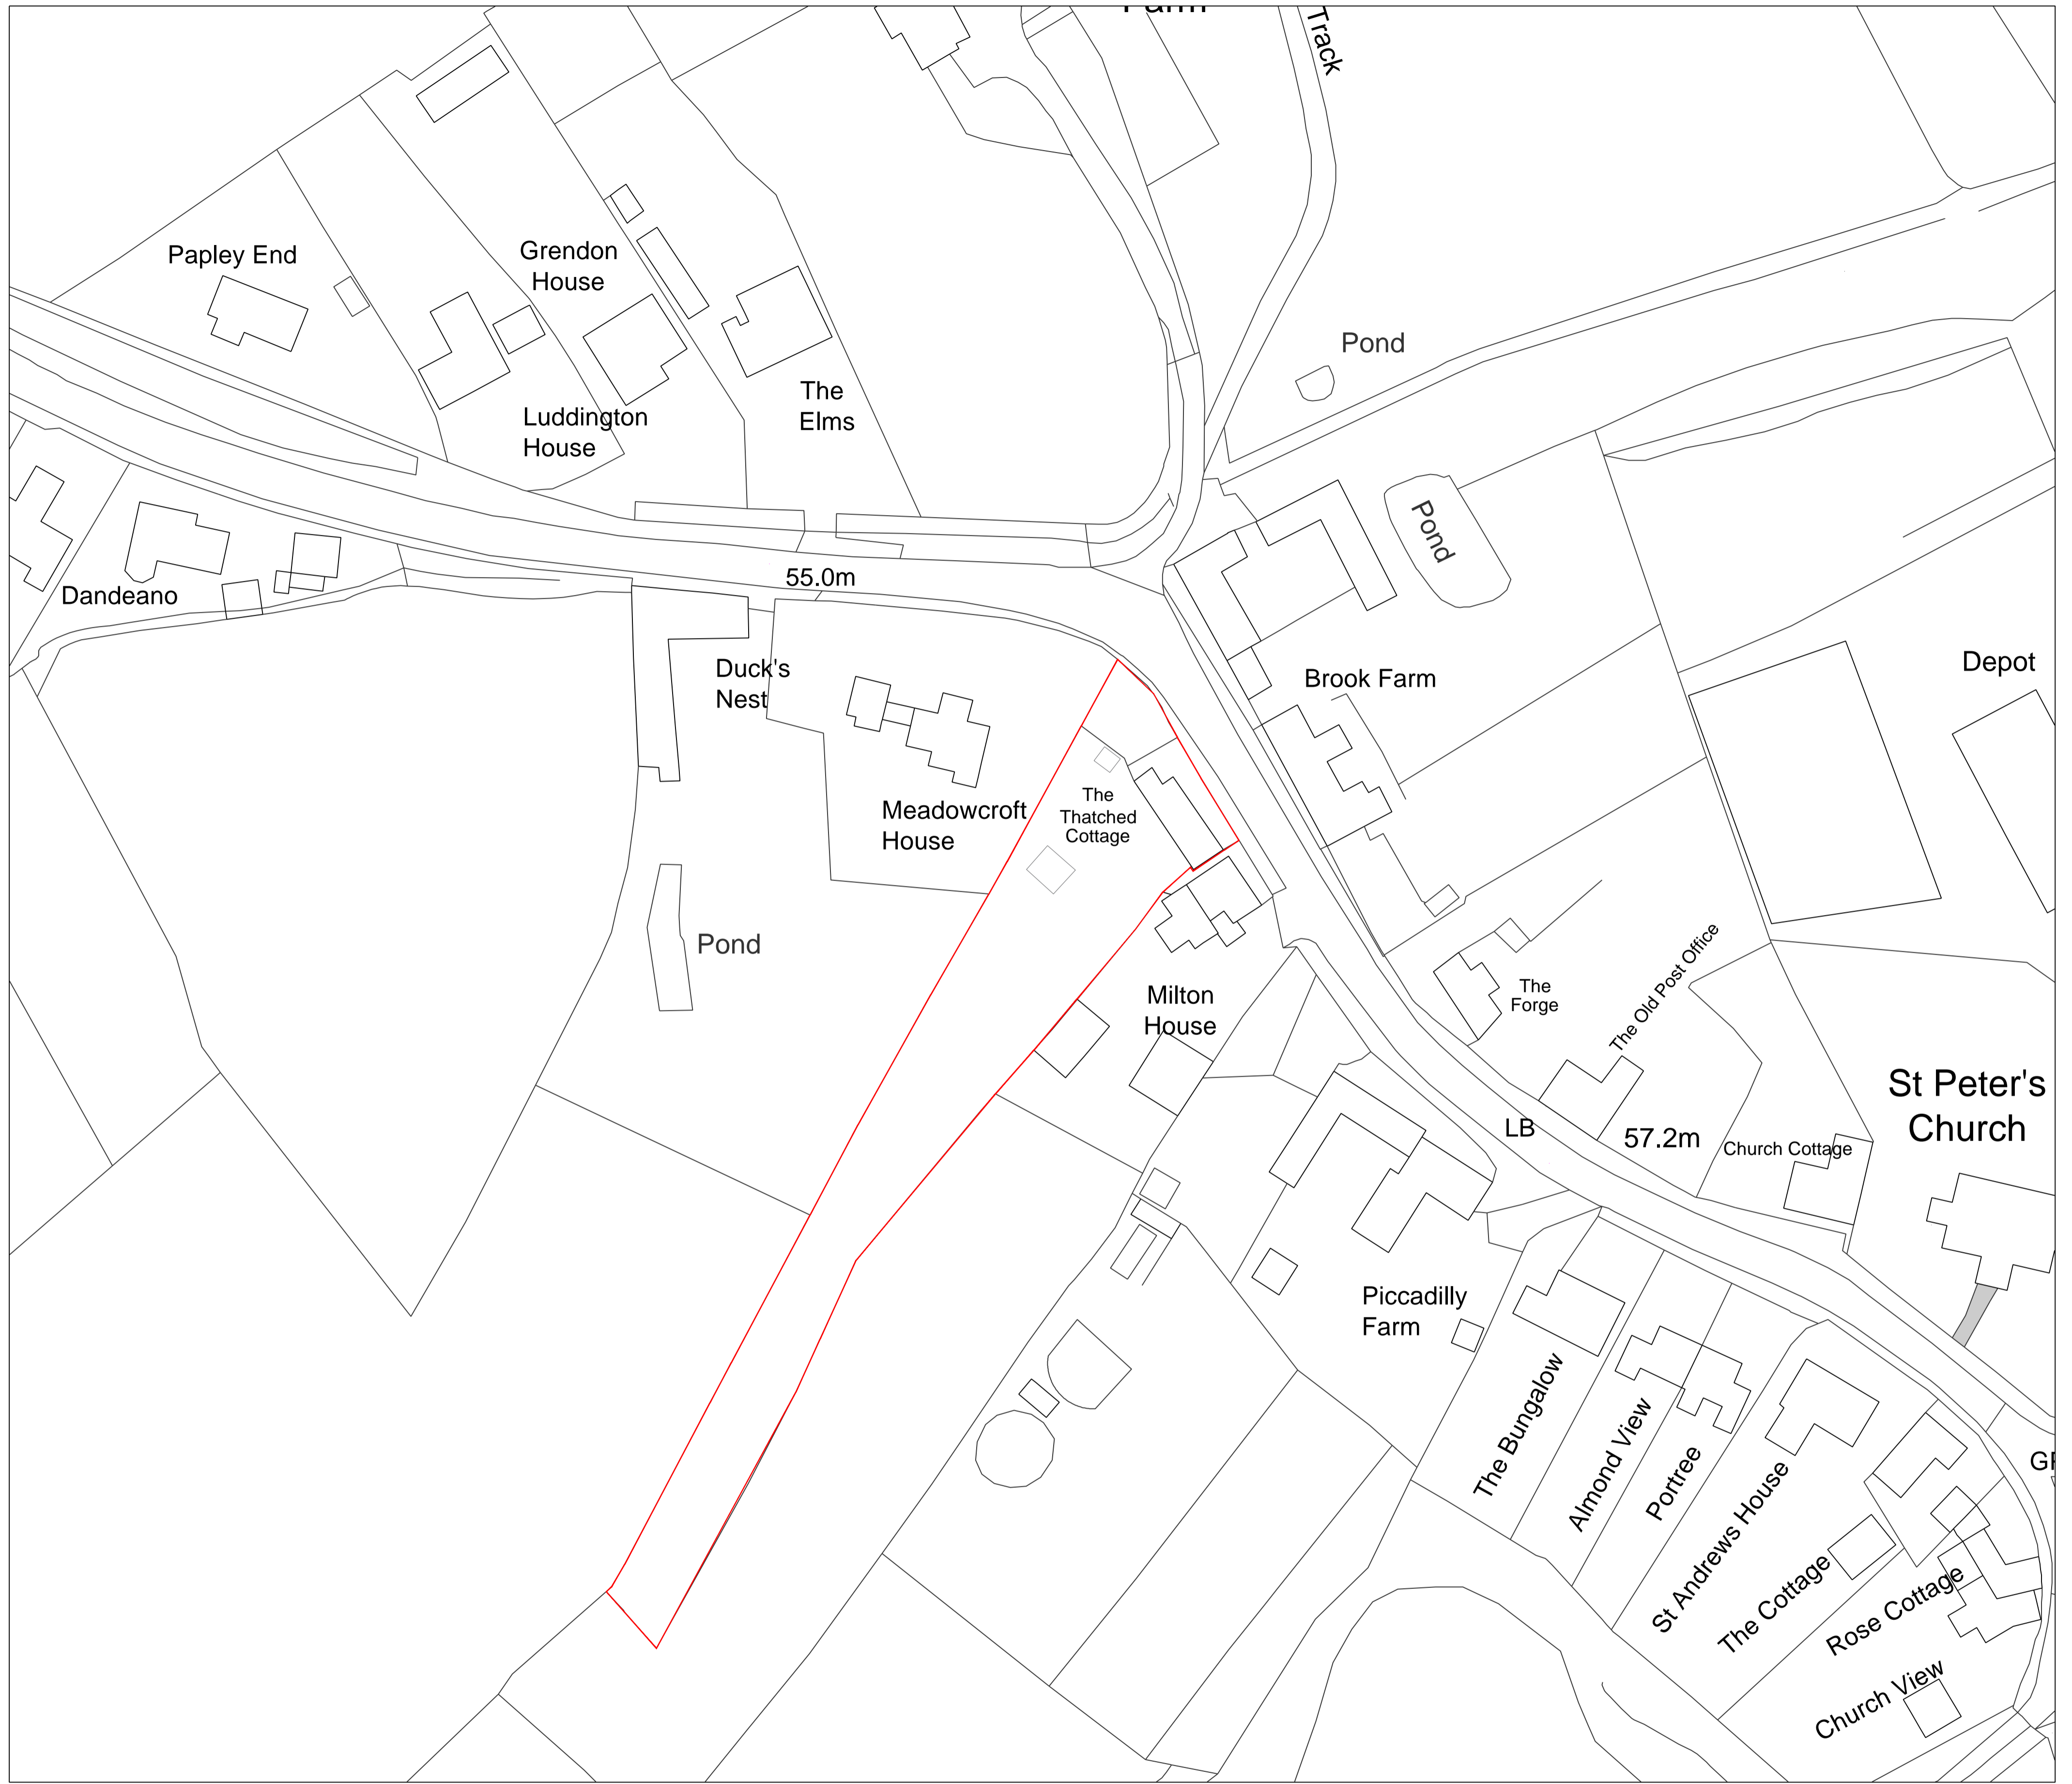 Farm
Track
Papley End
Grendon
House
Pond
The
Elms
Luddington
House
Pond
55.0m
Dandeano
Duck's
Nest
Brook Farm
Depot
Meadowcroft
House
The
Thatched
Cottage
Pond
The Old Post Office
Milton
House
The
Forge
St Peter's
Church
LB
57.2m
Church Cottage
Piccadilly
Farm
The Bungalow
Almond View
Portree
St Andrews House
The Cottage
Rose Cottage
Church View